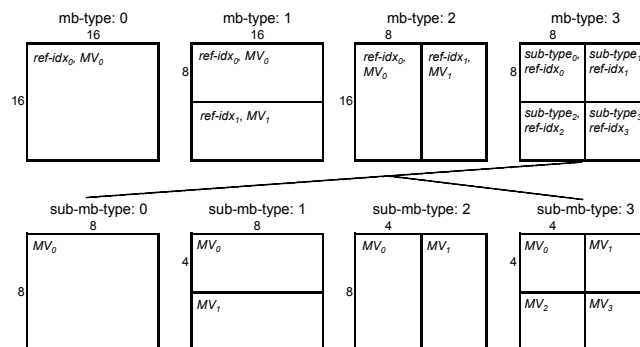 mb-type: 0
mb-type: 1
mb-type: 2
mb-type: 3
16
16
8
8
ref-idx0, MV0
16
ref-idx0, MV0
8
ref-idx1, MV1
ref-idx0,
MV0
ref-idx1,
MV1
16
sub-type0,
ref-idx0
sub-type1
ref-idx1
8
sub-type2,
ref-idx2
sub-type3
ref-idx3
sub-mb-type: 0
sub-mb-type: 1
sub-mb-type: 2
sub-mb-type: 3
8
8
4
4
MV0
8
MV0
4
MV1
MV0
MV1
8
MV0
MV1
4
MV2
MV3